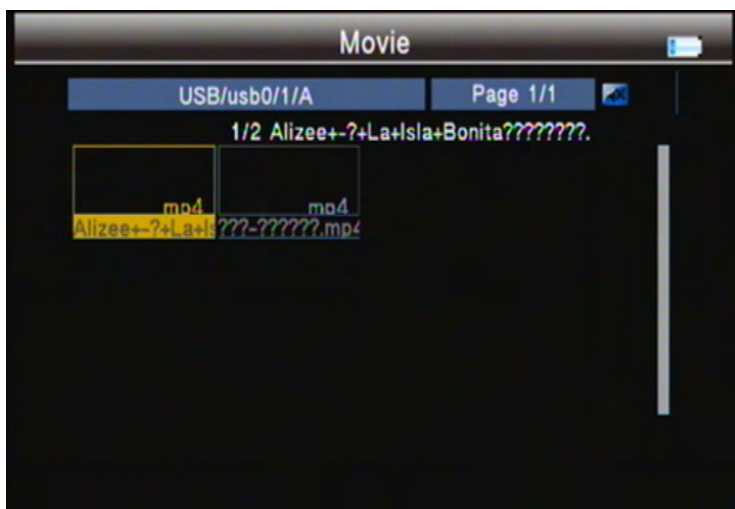 Movie
USB/usb0/1/A
Page 1/1
1/2 Alizee+-?+La+Isla+Bonita????????.
mp4
mp4
Alizee+-?+La+Is
???-??????.mp4